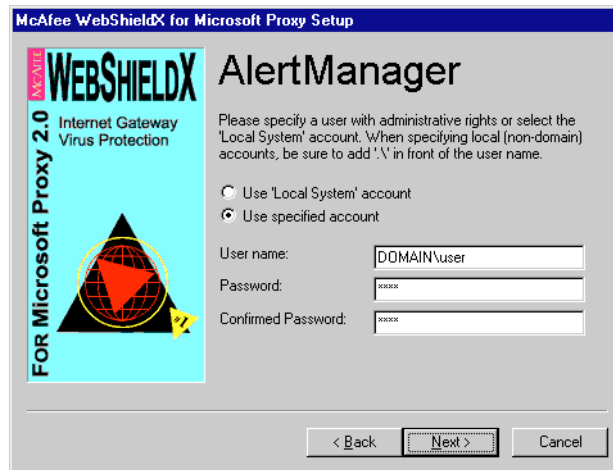 McAfee WebShieldX for Microsoft Proxy Setup
McAFEE
WEBSHIELDX
Internet Gateway
Virus Protection
FOR Microsoft Proxy 2.0
#1
AlertManager
Please specify a user with administrative rights or select the
'Local System' account. When specifying local (non-domain)
accounts, be sure to add '.\' in front of the user name.
Use 'Local System' account
Use specified account
User name:
DOMAIN\user
Password:
****
Confirmed Password:
****
< Back
Next >
Cancel